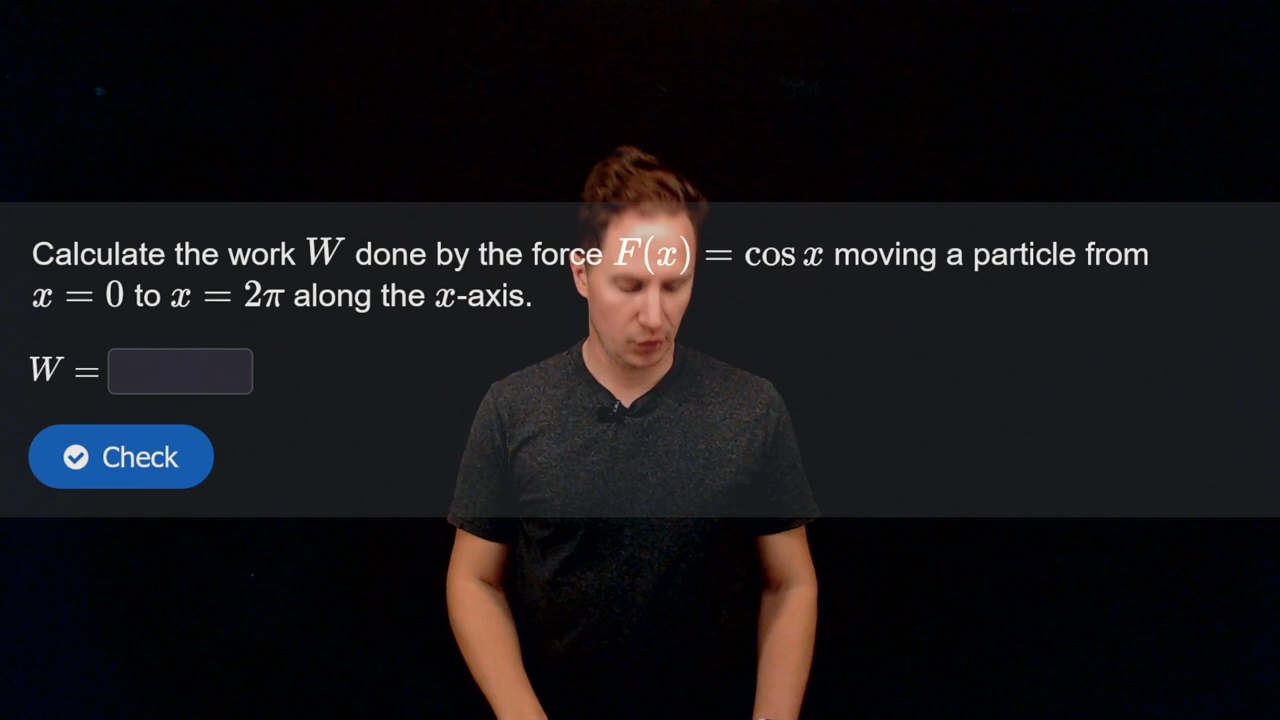 Calculate the work W done by the force F(x) = cos x moving a particle from
x = 0 to x = 2π along the x-axis.
W =
Check